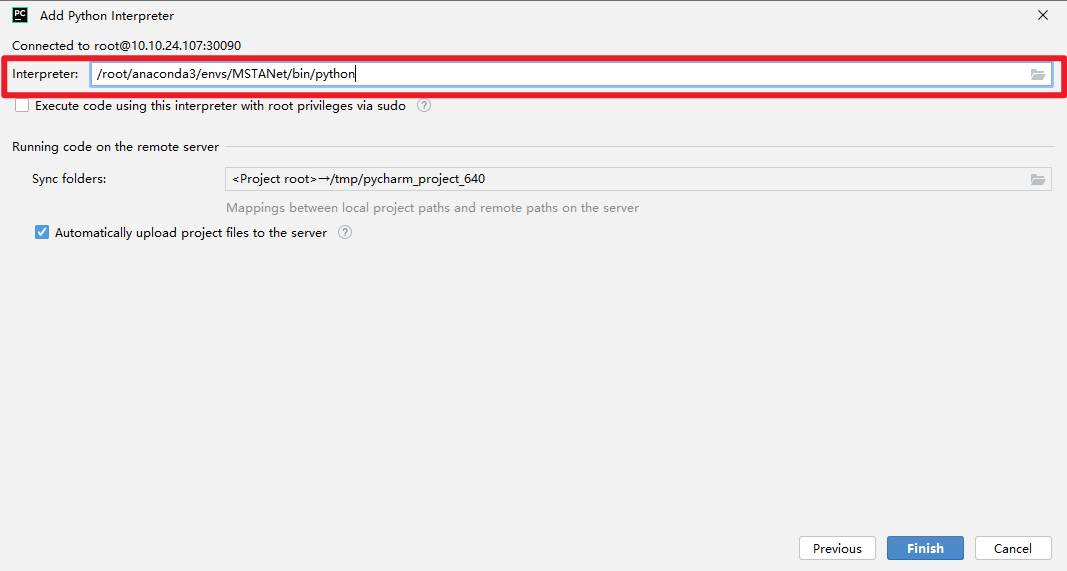 PC Add Python Interpreter
Connected to root@10.10.24.107:30090
Interpreter: /root/anaconda3/envs/MSTANet/bin/python
Execute code using this interpreter with root privileges via sudo ?
Running code on the remote server
Sync folders: <Project root>→/tmp/pycharm_project_640
Mappings between local project paths and remote paths on the server
Automatically upload project files to the server ?
Previous Finish Cancel